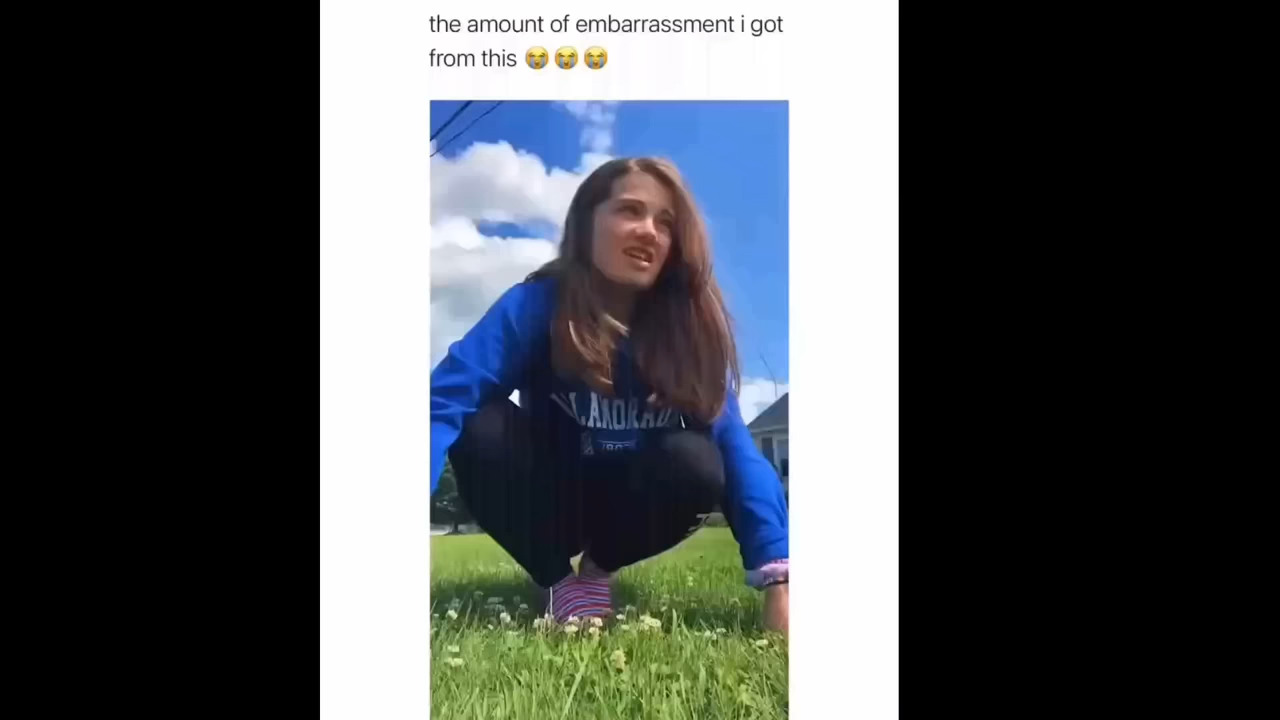 the amount of embarrassment i got
from this 😭😭😭